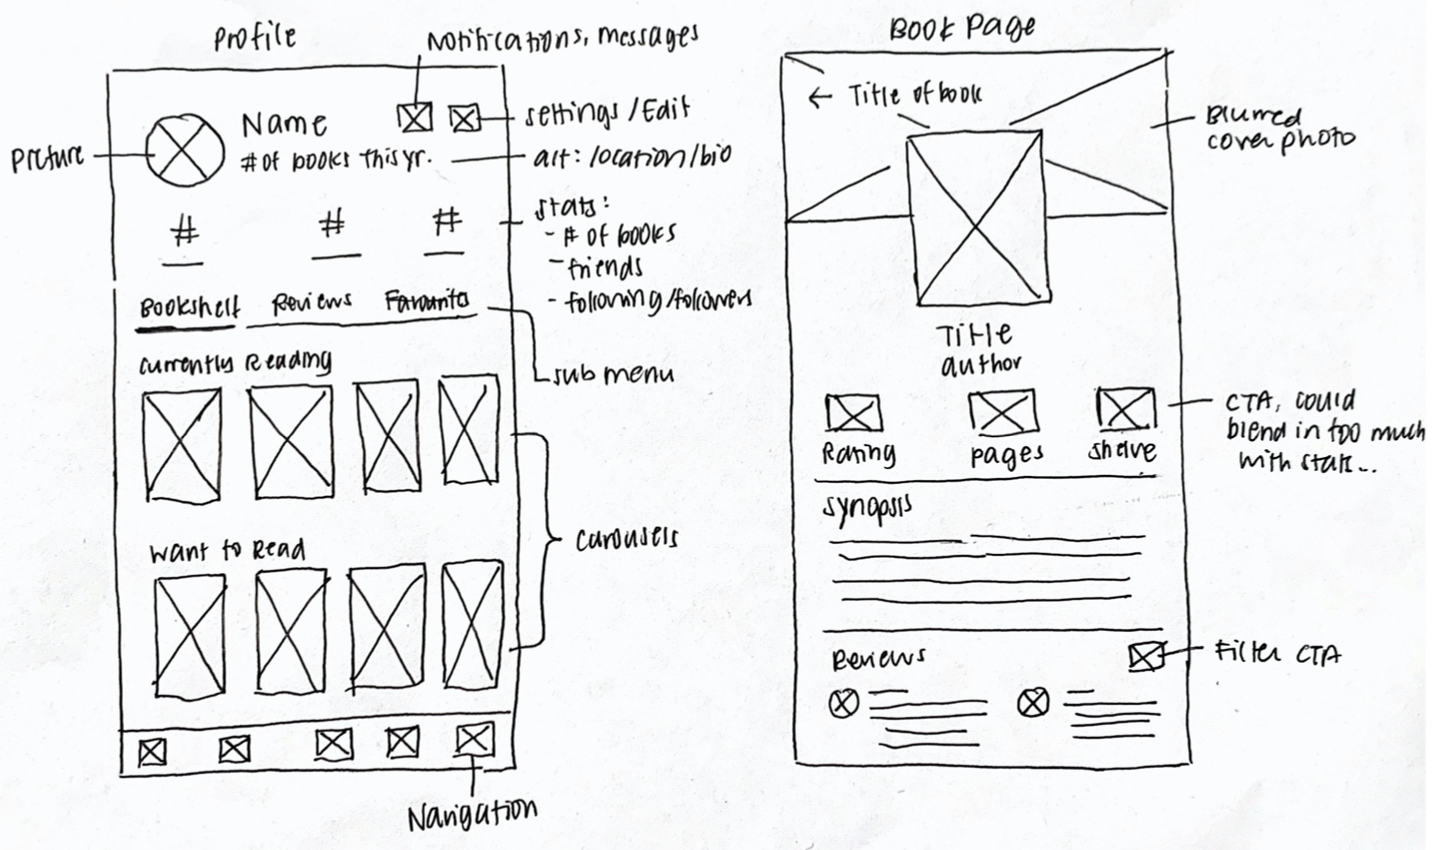 Profile
Notifications, messages
Name
settings/Edit
Picture
# of books this yr.
alt: location/bio
# # #
stats:
- # of books
- friends
- following/followers
Bookshelf Reviews Favourites
sub menu
Currently Reading
carousels
Want to Read
Navigation
Book Page
← Title of book
Blurred
cover photo
Title
author
CTA, could
blend in too much
with stats...
Rating pages share
Synopsis
Reviews
Filter CTA